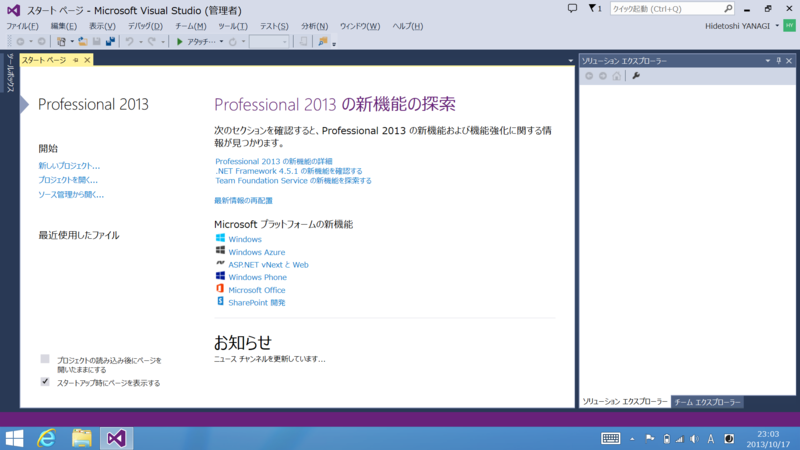 スタート ページ - Microsoft Visual Studio (管理者)
1
クイック起動 (Ctrl+Q)
ファイル(F) 編集(E) 表示(V) デバッグ(D) チーム(M) ツール(T) テスト(S) 分析(N) ウィンドウ(W) ヘルプ(H)
Hidetoshi YANAGI
HY
アタッチ...
ツールボックス
スタート ページ
ソリューション エクスプローラー
Professional 2013
開始
新しいプロジェクト...
プロジェクトを開く...
ソース管理から開く...
最近使用したファイル
プロジェクトの読み込み後にページを
開いたままにする
スタートアップ時にページを表示する
Professional 2013 の新機能の探索
次のセクションを確認すると、Professional 2013 の新機能および機能強化に関する情
報が見つかります。
Professional 2013 の新機能の詳細
.NET Framework 4.5.1 の新機能を確認する
Team Foundation Service の新機能を探索する
最新情報の再配置
Microsoft プラットフォームの新機能
Windows
Windows Azure
ASP.NET vNext と Web
Windows Phone
Microsoft Office
SharePoint 開発
お知らせ
ニュース チャンネルを更新しています...
ソリューション エクスプローラー
チーム エクスプローラー
A
23:03
2013/10/17